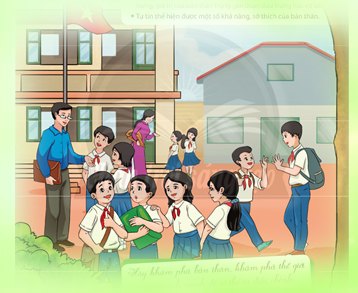 • Tự tin thể hiện được một số khả năng, sở thích của bản thân.
Hãy khám phá bản thân, khám phá thế giới